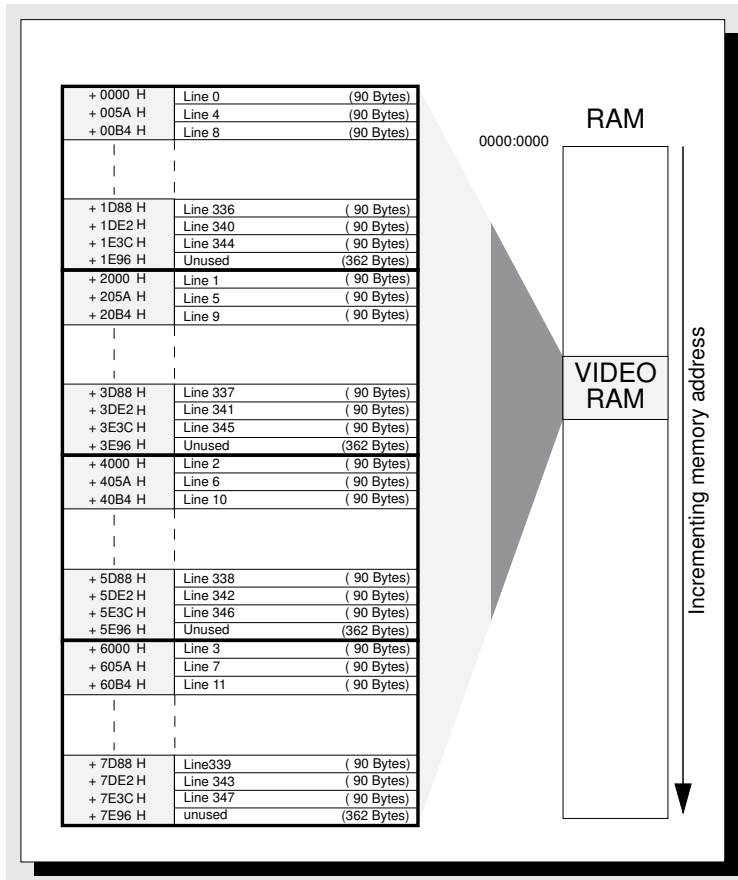 + 0000 H Line 0 (90 Bytes)
+ 005A H Line 4 (90 Bytes)
+ 00B4 H Line 8 (90 Bytes)
+ 1D88 H Line 336 ( 90 Bytes)
+ 1DE2 H Line 340 ( 90 Bytes)
+ 1E3C H Line 344 ( 90 Bytes)
+ 1E96 H Unused (362 Bytes)
+ 2000 H Line 1 ( 90 Bytes)
+ 205A H Line 5 ( 90 Bytes)
+ 20B4 H Line 9 ( 90 Bytes)
+ 3D88 H Line 337 ( 90 Bytes)
+ 3DE2 H Line 341 ( 90 Bytes)
+ 3E3C H Line 345 ( 90 Bytes)
+ 3E96 H Unused (362 Bytes)
+ 4000 H Line 2 ( 90 Bytes)
+ 405A H Line 6 ( 90 Bytes)
+ 40B4 H Line 10 ( 90 Bytes)
+ 5D88 H Line 338 ( 90 Bytes)
+ 5DE2 H Line 342 ( 90 Bytes)
+ 5E3C H Line 346 ( 90 Bytes)
+ 5E96 H Unused (362 Bytes)
+ 6000 H Line 3 ( 90 Bytes)
+ 605A H Line 7 ( 90 Bytes)
+ 60B4 H Line 11 ( 90 Bytes)
+ 7D88 H Line339 ( 90 Bytes)
+ 7DE2 H Line 343 ( 90 Bytes)
+ 7E3C H Line 347 ( 90 Bytes)
+ 7E96 H unused (362 Bytes)
RAM
0000:0000
VIDEO
RAM
Incrementing memory address